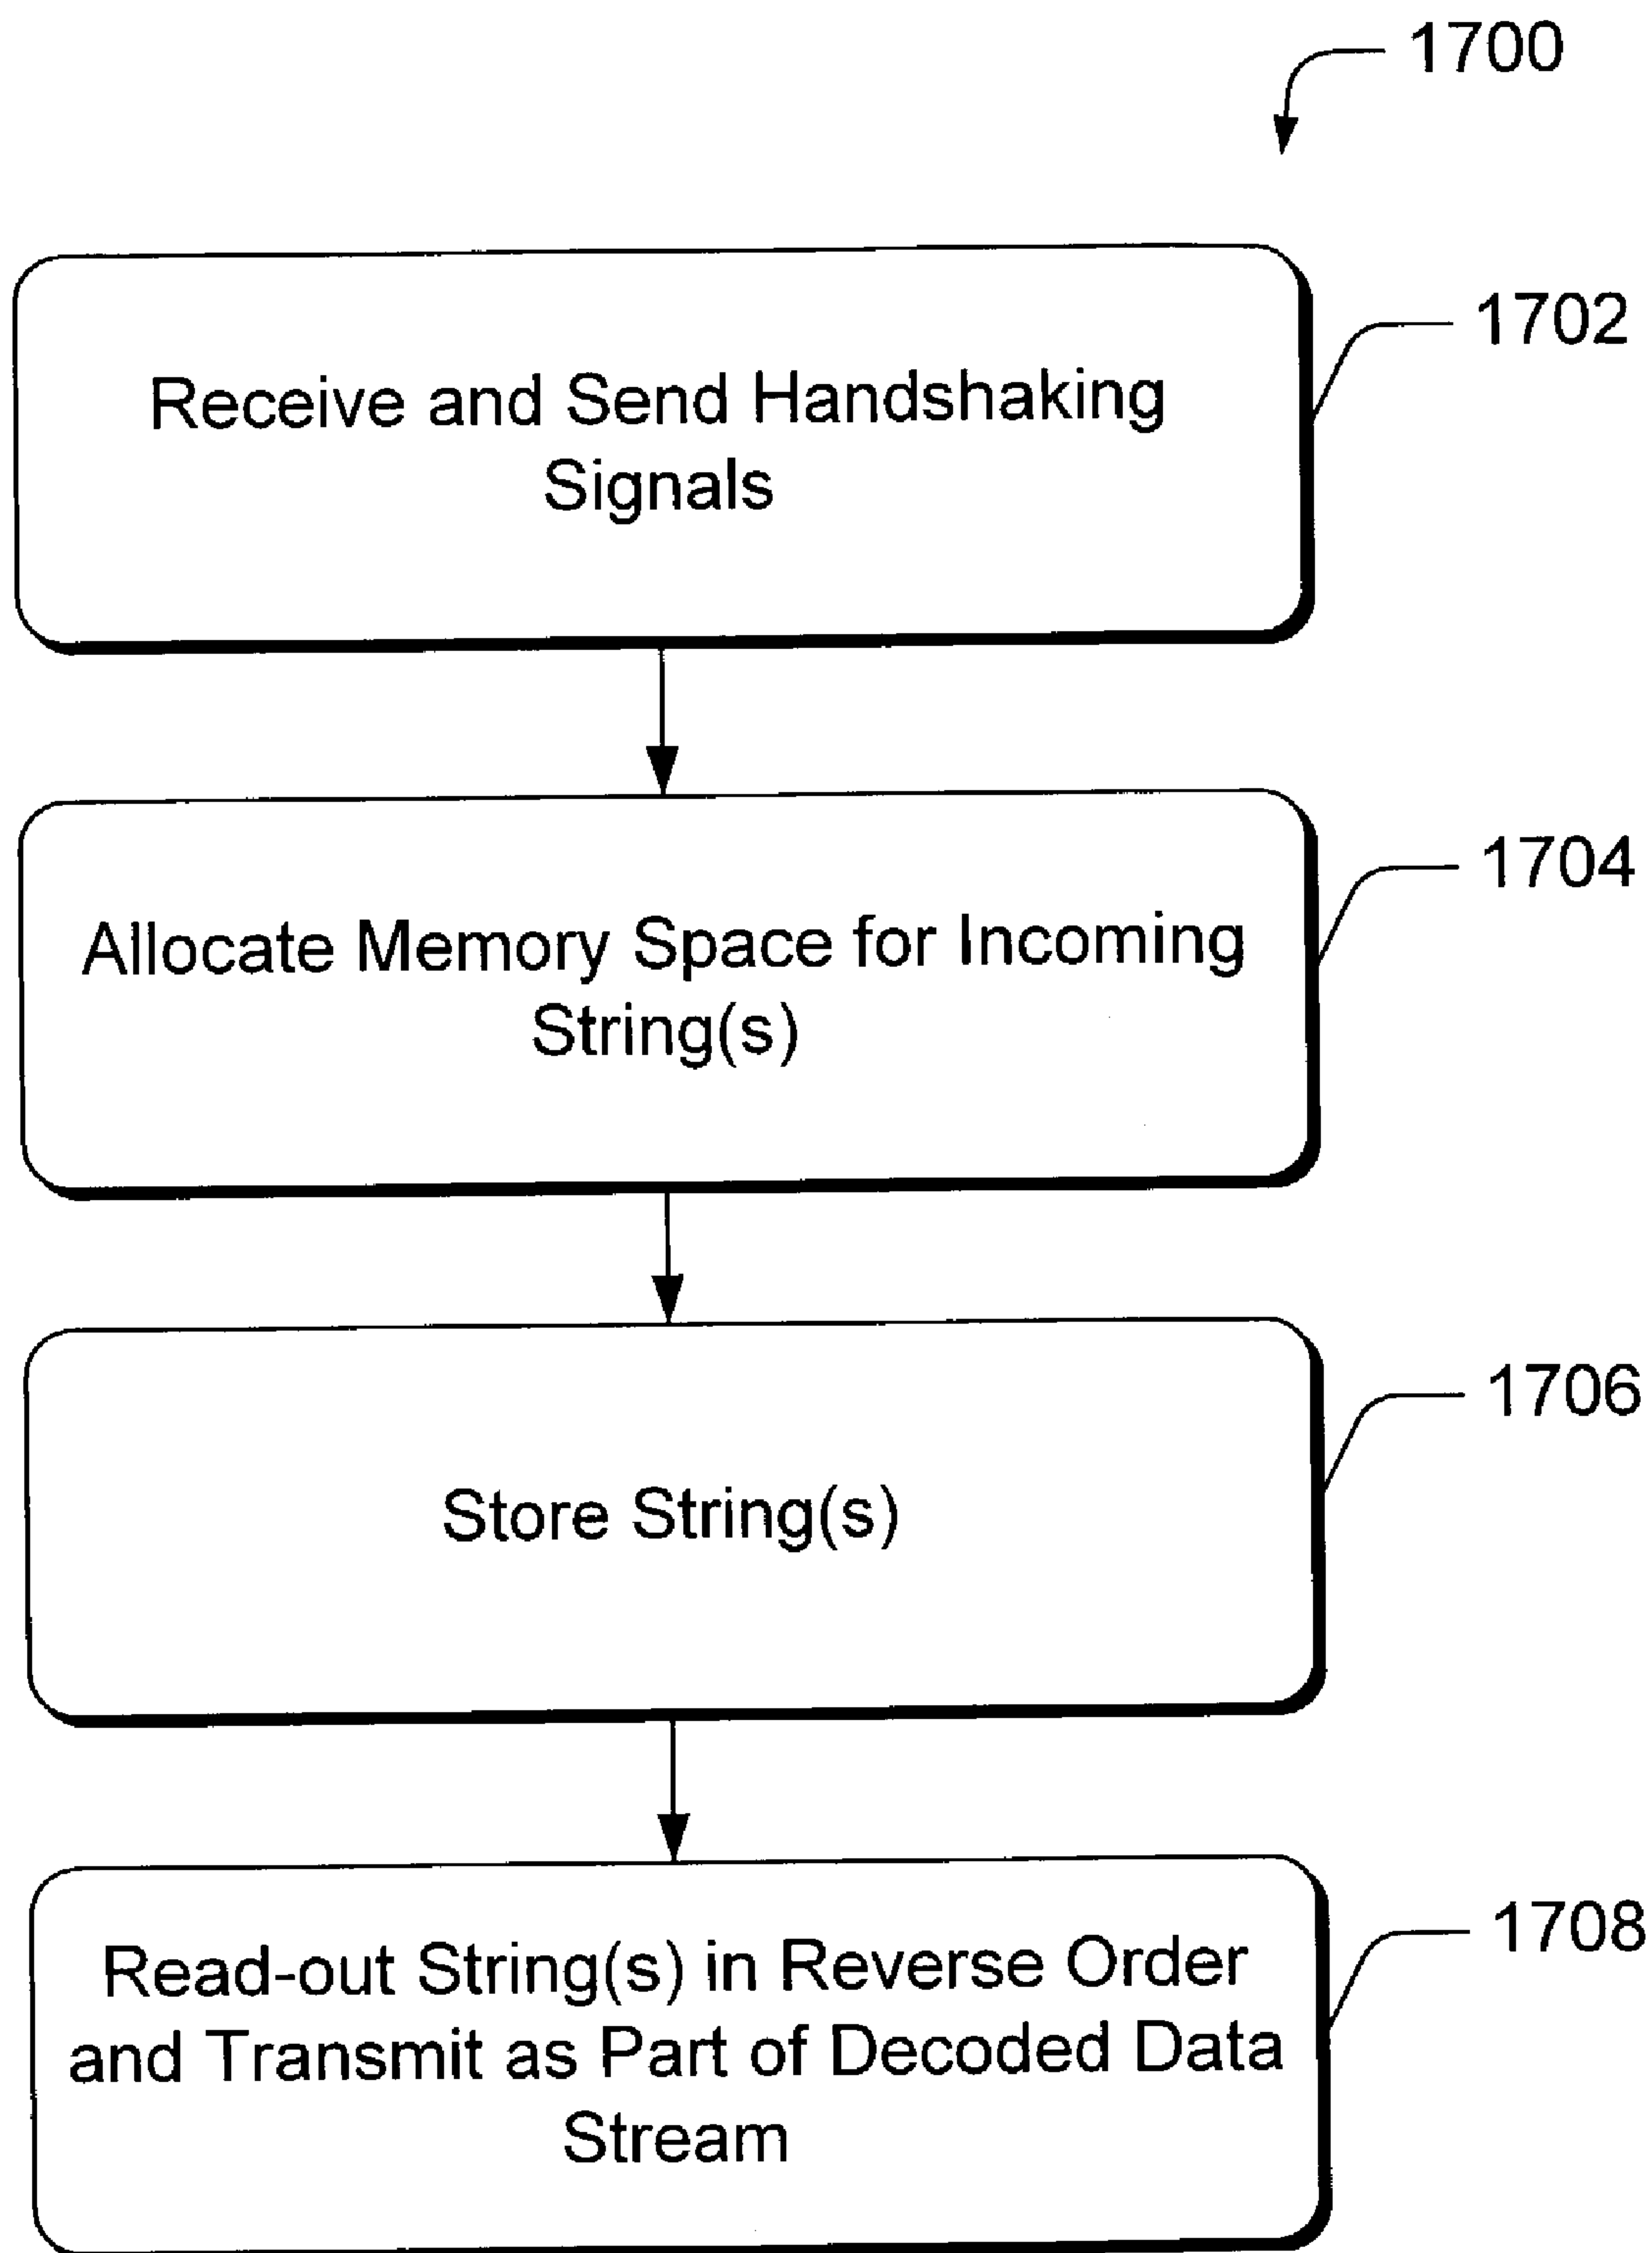 1700
1702
Receive and Send Handshaking
Signals
1704
Allocate Memory Space for Incoming
String(s)
1706
Store String(s)
1708
Read-out String(s) in Reverse Order
and Transmit as Part of Decoded Data
Stream